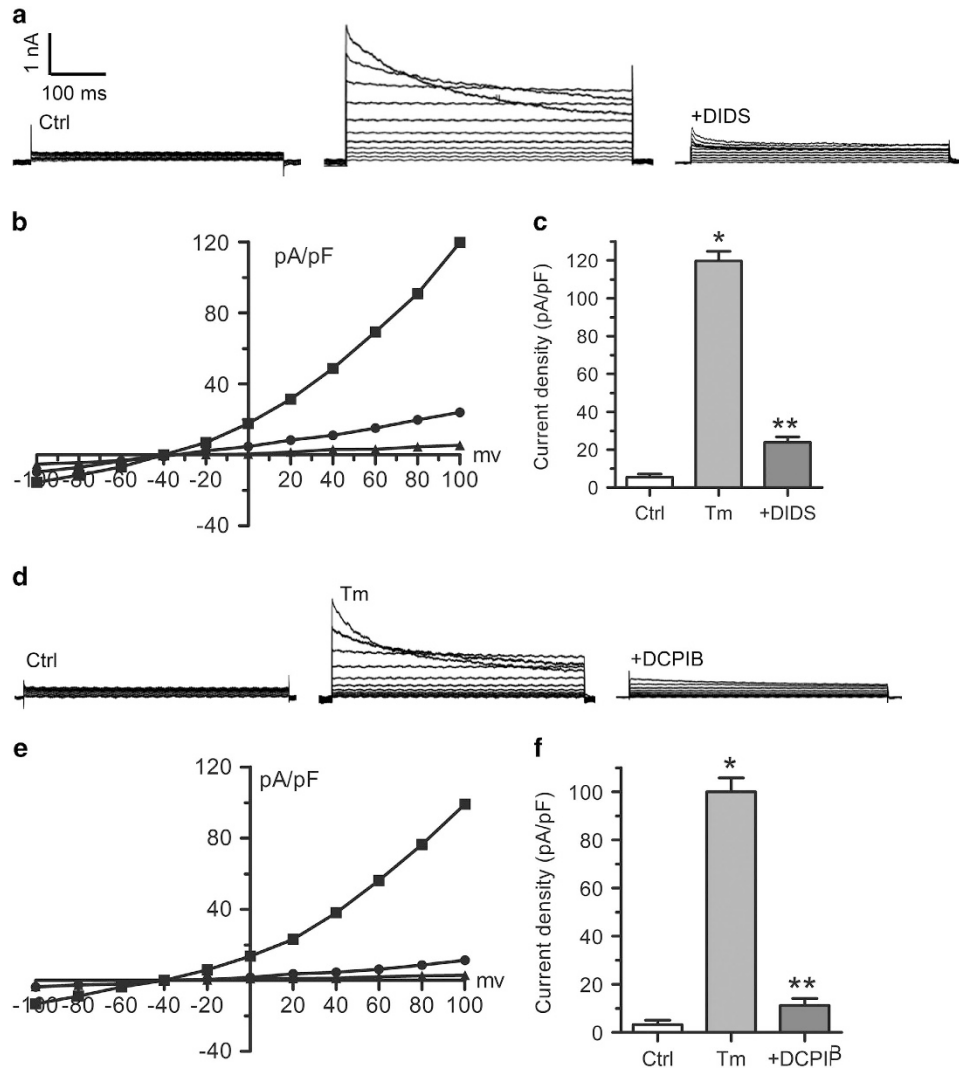 a
1 nA
100 ms
Ctrl
+DIDS
b
pA/pF
120
80
40
-40
-100 -80 -60 -40 -20 20 40 60 80 100
mv
c
Current density (pA/pF)
120
100
80
60
40
20
0
*
**
Ctrl Tm +DIDS
d
Ctrl
Tm
+DCPIB
e
pA/pF
120
80
40
-40
-100 -80 -60 -40 -20 20 40 60 80 100
mv
f
Current density (pA/pF)
100
80
60
40
20
0
*
**
Ctrl Tm +DCPIB